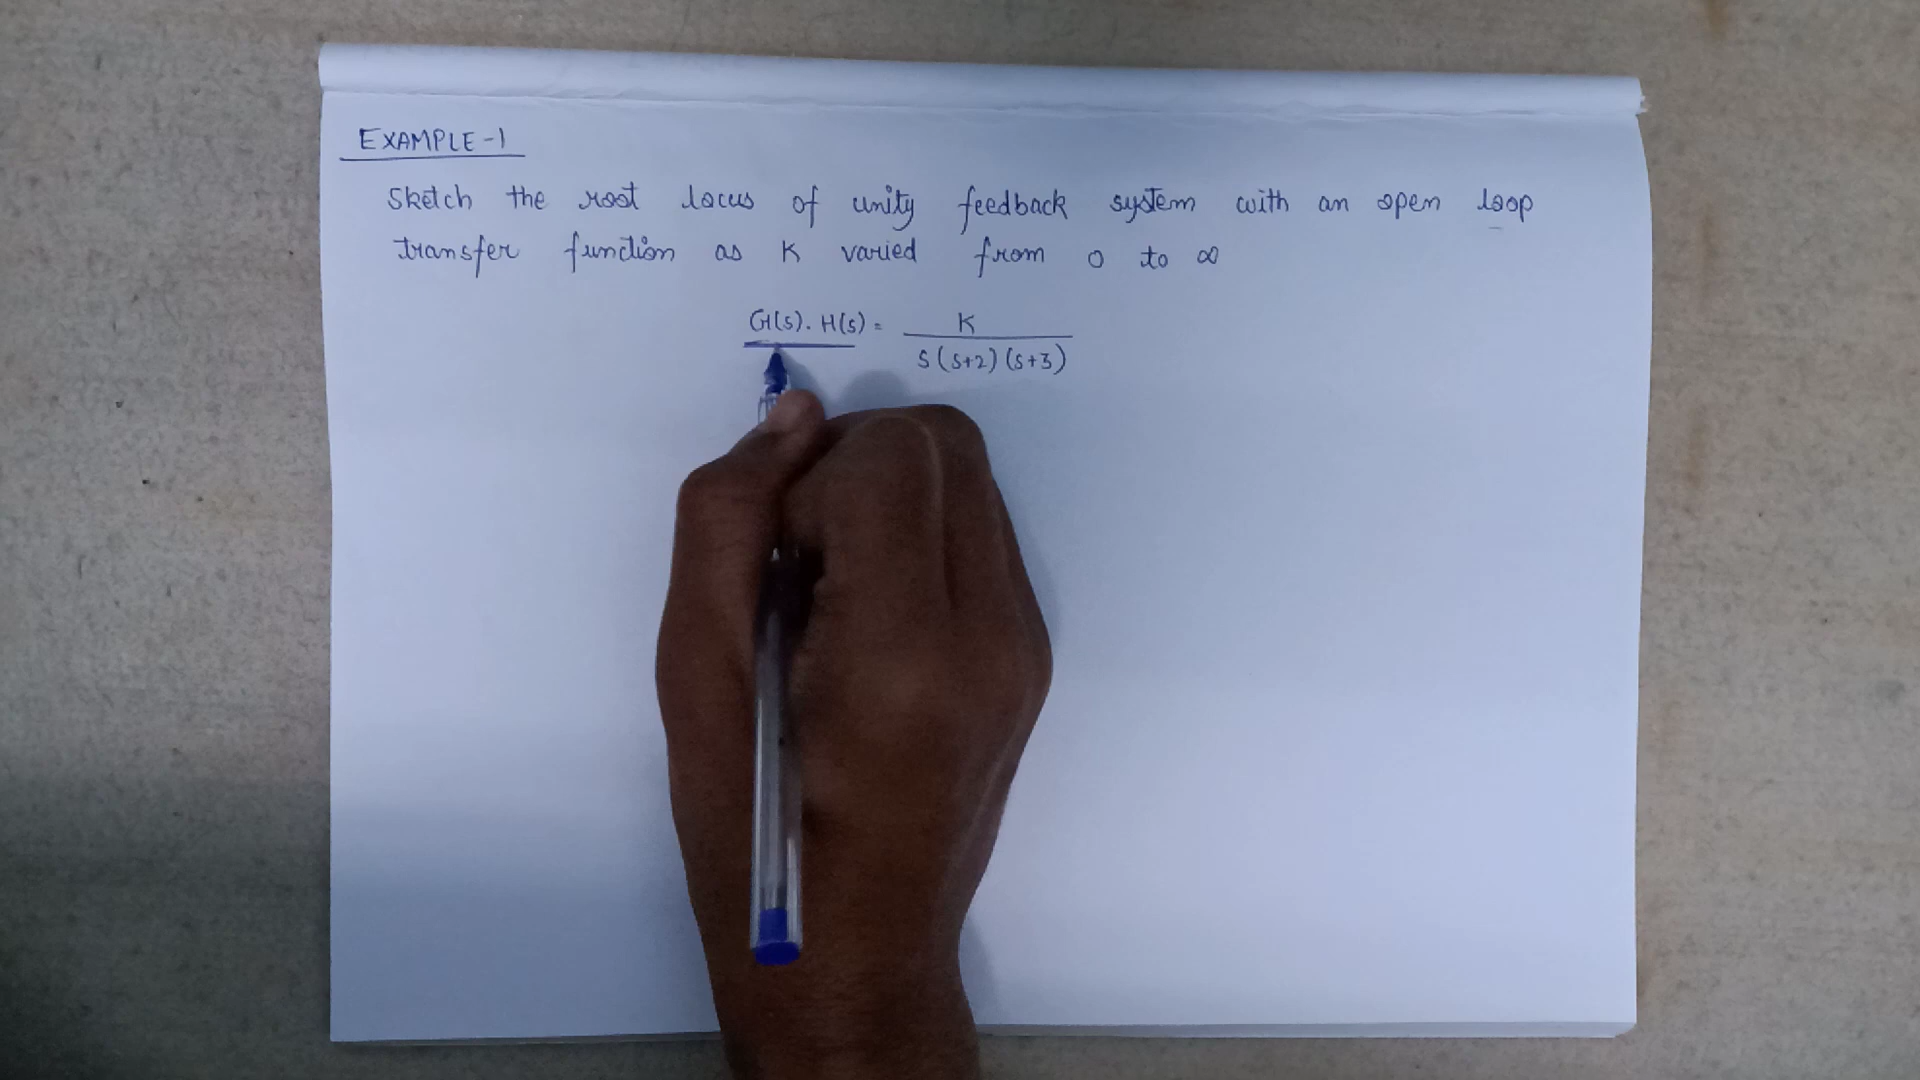 EXAMPLE-1
Sketch the root locus of unity feedback system with an open loop
transfer function as K varied from 0 to ∞
G(s). H(s) = K
s(s+2)(s+3)